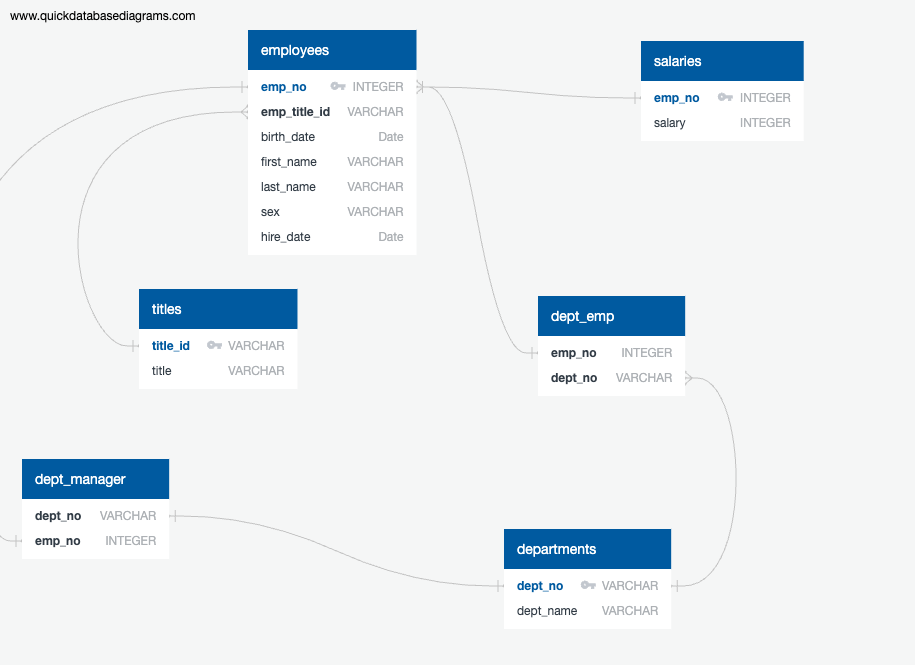 www.quickdatabasediagrams.com
employees
emp_no INTEGER
emp_title_id VARCHAR
birth_date Date
first_name VARCHAR
last_name VARCHAR
sex VARCHAR
hire_date Date
salaries
emp_no INTEGER
salary INTEGER
titles
title_id VARCHAR
title VARCHAR
dept_emp
emp_no INTEGER
dept_no VARCHAR
dept_manager
dept_no VARCHAR
emp_no INTEGER
departments
dept_no VARCHAR
dept_name VARCHAR